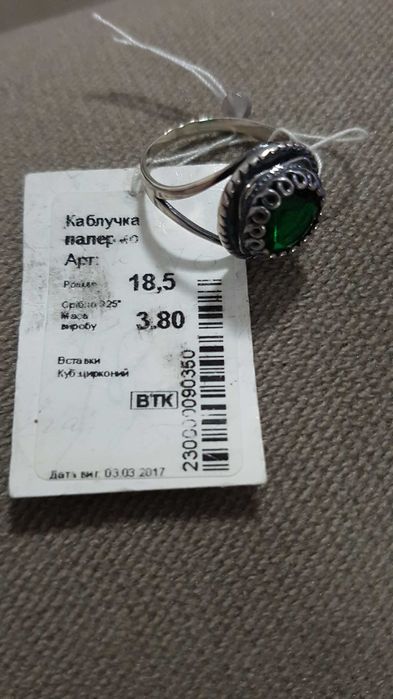 Каблучка
Арт:
Розмір 18,5
Срібло 925°
Маса
виробу 3.80
Вставки
Куб.цирконий
ВТК
Дата виг. 03.03.2017